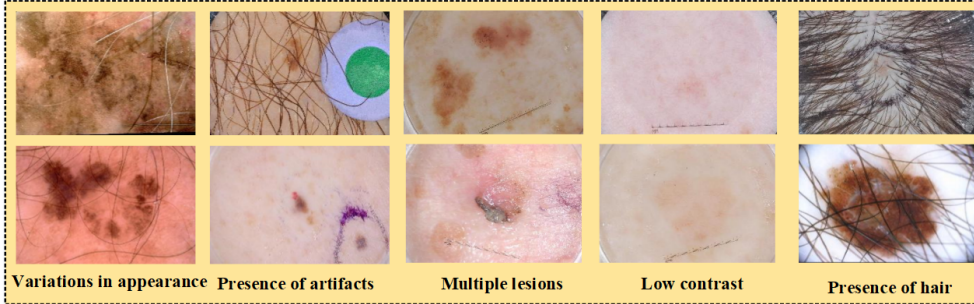 Variations in appearance
Presence of artifacts
Multiple lesions
Low contrast
Presence of hair